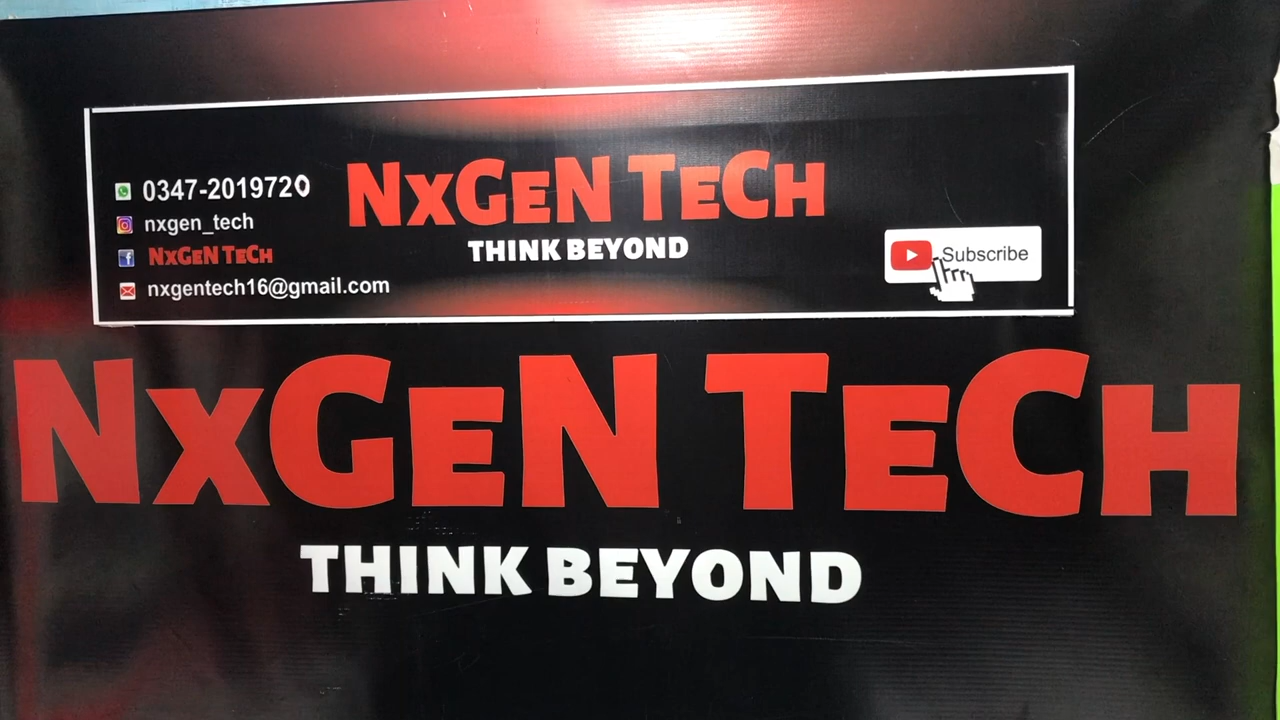 0347-2019720
nxgen_tech
NxGeN TeCh
nxgentech16@gmail.com
NxGeN TeCh
THINK BEYOND
Subscribe
NxGeN TeCh
THINK BEYOND